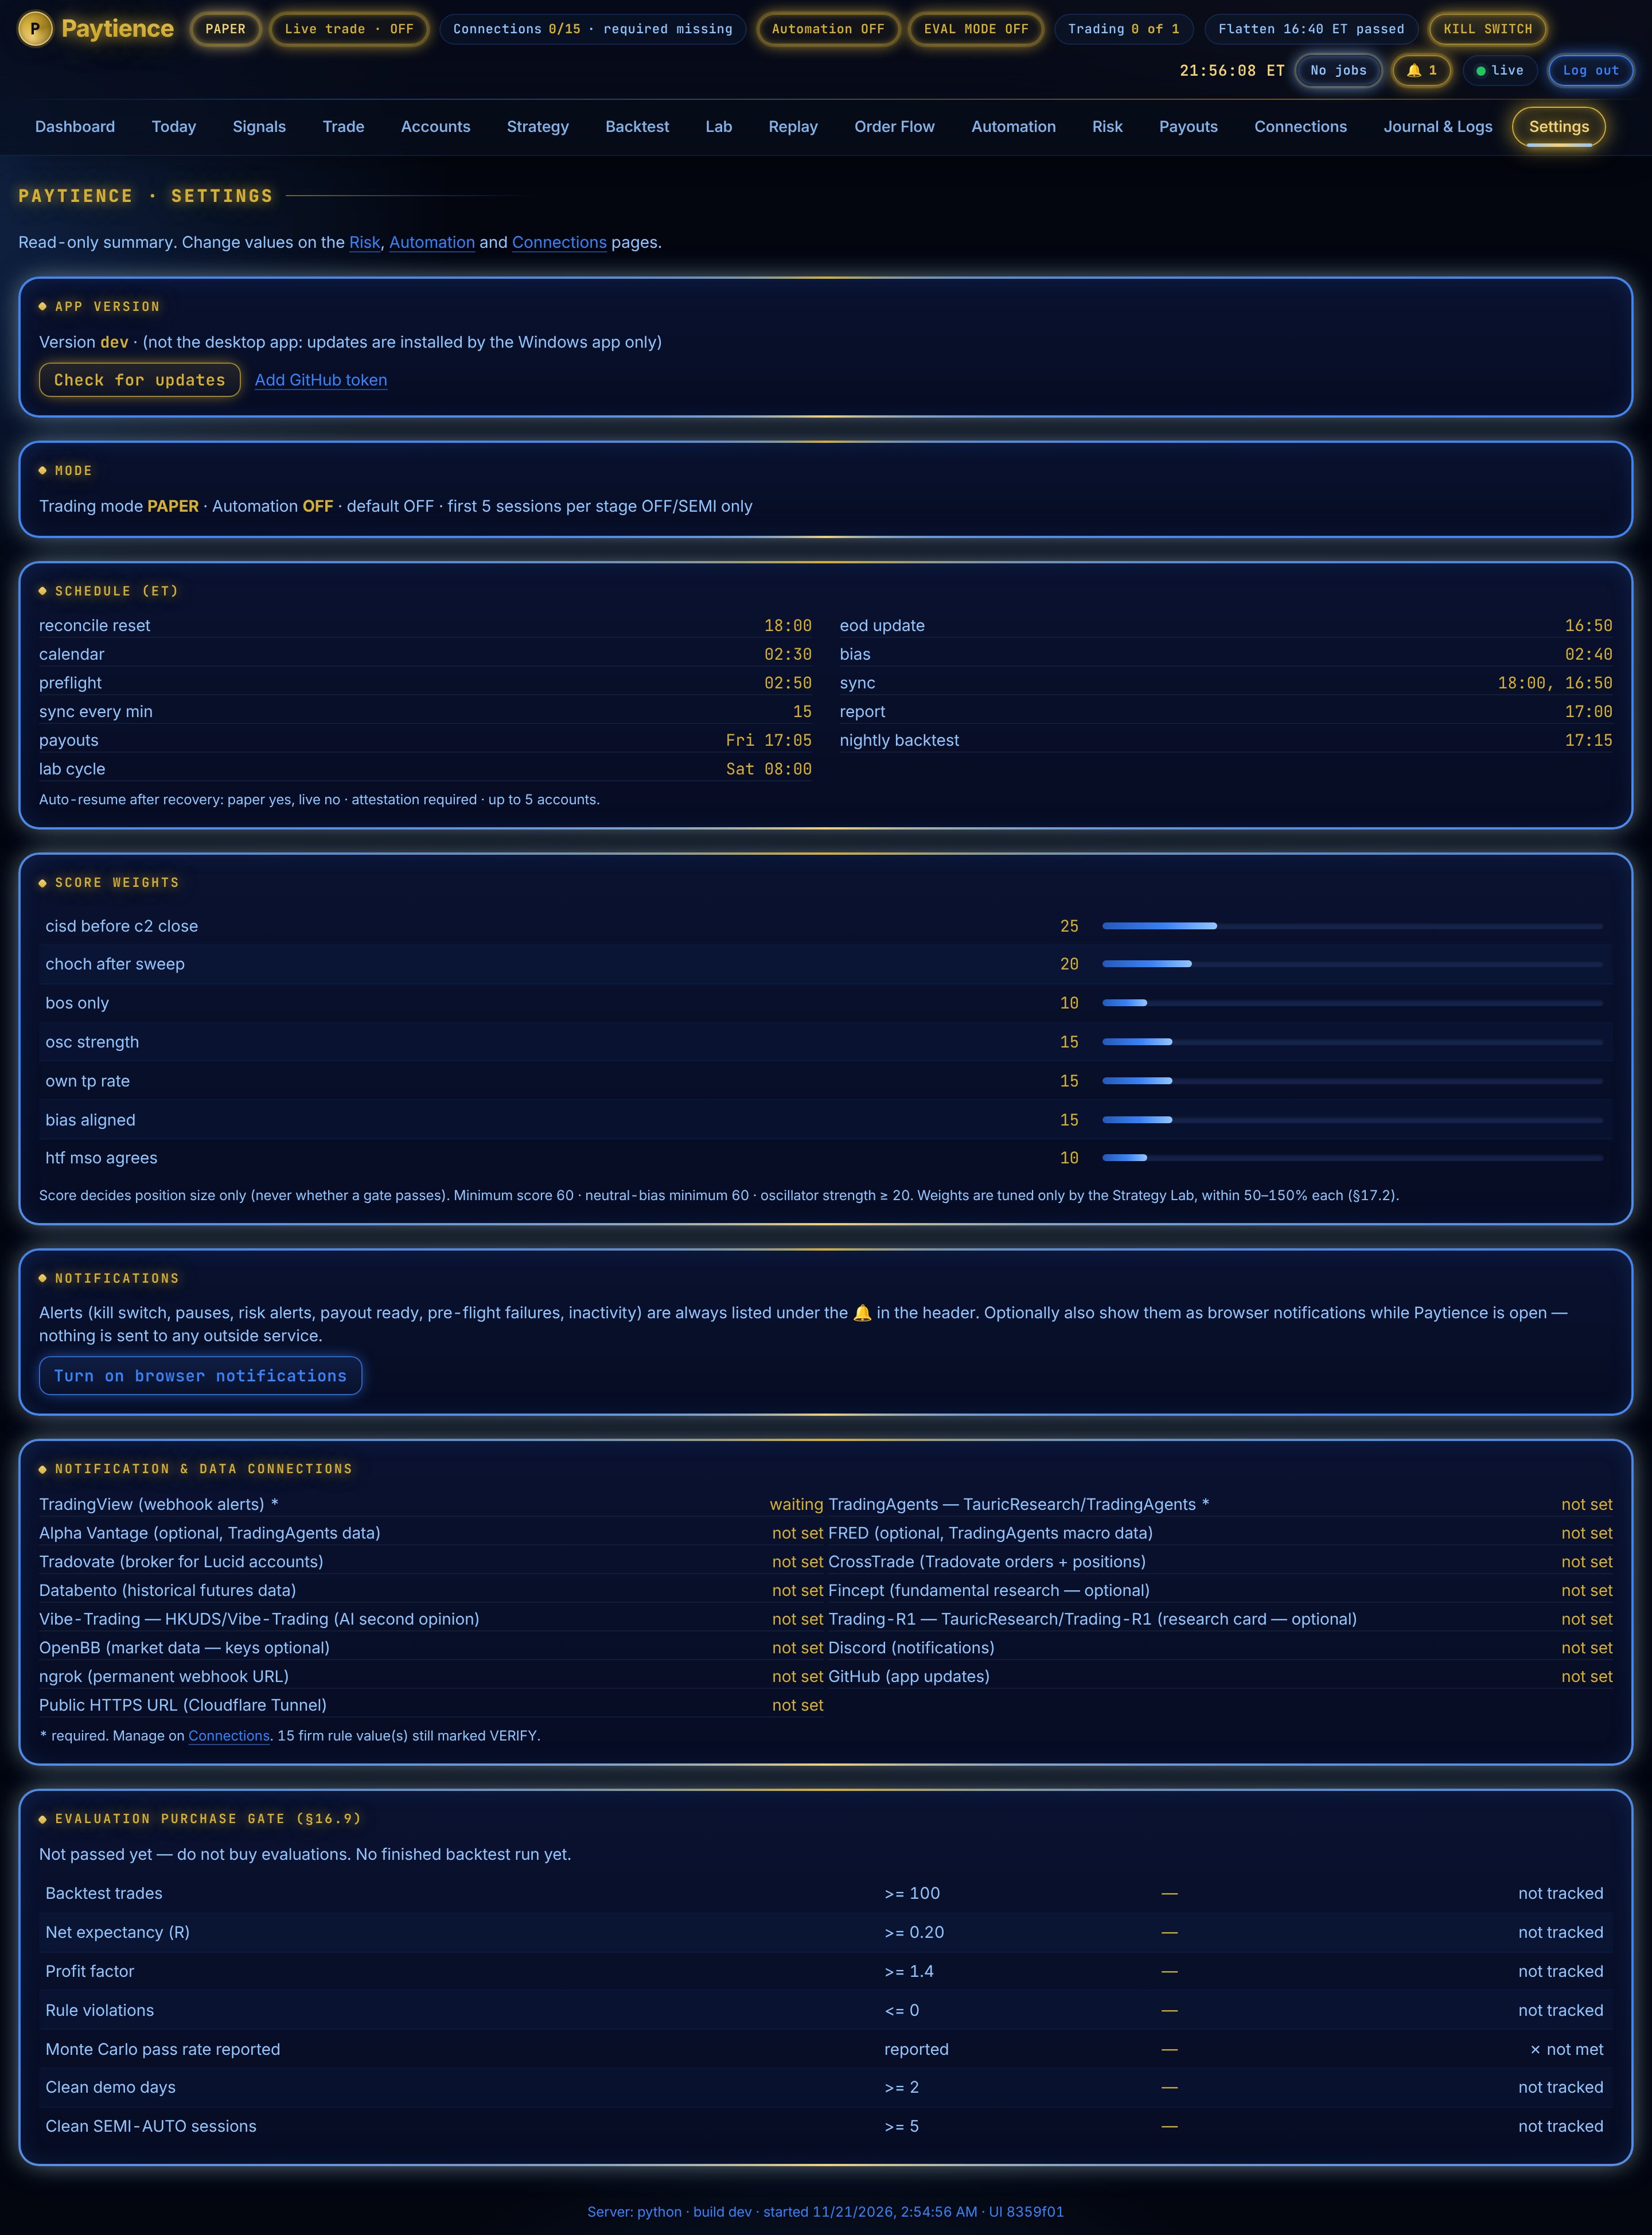 P Paytience PAPER Live trade · OFF Connections 0/15 · required missing Automation OFF EVAL MODE OFF Trading 0 of 1 Flatten 16:40 ET passed KILL SWITCH
21:56:08 ET No jobs 🔔 1 live Log out
Dashboard Today Signals Trade Accounts Strategy Backtest Lab Replay Order Flow Automation Risk Payouts Connections Journal & Logs Settings
PAYTIENCE · SETTINGS
Read-only summary. Change values on the Risk, Automation and Connections pages.
APP VERSION
Version dev · (not the desktop app: updates are installed by the Windows app only)
Check for updates Add GitHub token
MODE
Trading mode PAPER · Automation OFF · default OFF · first 5 sessions per stage OFF/SEMI only
SCHEDULE (ET)
reconcile reset 18:00 eod update 16:50
calendar 02:30 bias 02:40
preflight 02:50 sync 18:00, 16:50
sync every min 15 report 17:00
payouts Fri 17:05 nightly backtest 17:15
lab cycle Sat 08:00
Auto-resume after recovery: paper yes, live no · attestation required · up to 5 accounts.
SCORE WEIGHTS
cisd before c2 close 25
choch after sweep 20
bos only 10
osc strength 15
own tp rate 15
bias aligned 15
htf mso agrees 10
Score decides position size only (never whether a gate passes). Minimum score 60 · neutral-bias minimum 60 · oscillator strength ≥ 20. Weights are tuned only by the Strategy Lab, within 50–150% each (§17.2).
NOTIFICATIONS
Alerts (kill switch, pauses, risk alerts, payout ready, pre-flight failures, inactivity) are always listed under the 🔔 in the header. Optionally also show them as browser notifications while Paytience is open —
nothing is sent to any outside service.
Turn on browser notifications
NOTIFICATION & DATA CONNECTIONS
TradingView (webhook alerts) * waiting TradingAgents — TauricResearch/TradingAgents * not set
Alpha Vantage (optional, TradingAgents data) not set FRED (optional, TradingAgents macro data) not set
Tradovate (broker for Lucid accounts) not set CrossTrade (Tradovate orders + positions) not set
Databento (historical futures data) not set Fincept (fundamental research — optional) not set
Vibe-Trading — HKUDS/Vibe-Trading (AI second opinion) not set Trading-R1 — TauricResearch/Trading-R1 (research card — optional) not set
OpenBB (market data — keys optional) not set Discord (notifications) not set
ngrok (permanent webhook URL) not set GitHub (app updates) not set
Public HTTPS URL (Cloudflare Tunnel) not set
* required. Manage on Connections. 15 firm rule value(s) still marked VERIFY.
EVALUATION PURCHASE GATE (§16.9)
Not passed yet — do not buy evaluations. No finished backtest run yet.
Backtest trades >= 100 — not tracked
Net expectancy (R) >= 0.20 — not tracked
Profit factor >= 1.4 — not tracked
Rule violations <= 0 — not tracked
Monte Carlo pass rate reported reported — × not met
Clean demo days >= 2 — not tracked
Clean SEMI-AUTO sessions >= 5 — not tracked
Server: python · build dev · started 11/21/2026, 2:54:56 AM · UI 8359f01